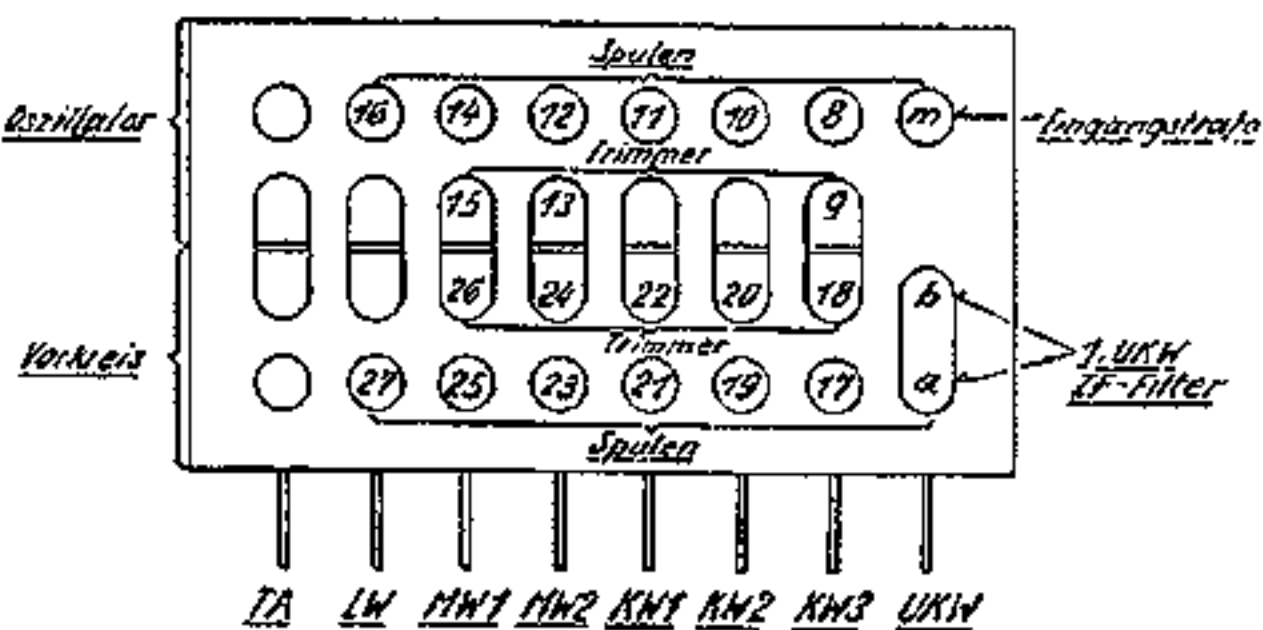 Spulen
Oszillator
16 14 12 11 10 8 m
Eingangstrafo
Trimmer
15 13 9
26 24 22 20 18 b
Trimmer
Vorkreis
1. UKW
ZF-Filter
27 25 23 21 19 17 a
Spulen
TA LW MW1 MW2 KW1 KW2 KW3 UKW